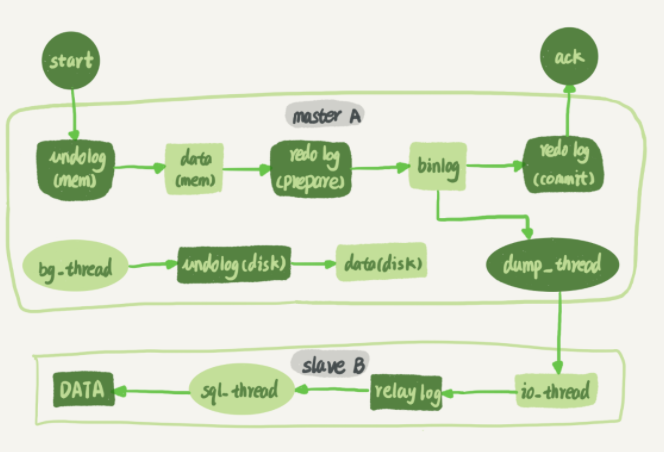 start
ack
master A
undolog
(mem)
data
(mem)
redo log
(prepare)
binlog
redo log
(commit)
bg_thread
undolog(disk)
data(disk)
dump_thread
slave B
DATA
sql_thread
relay log
io_thread